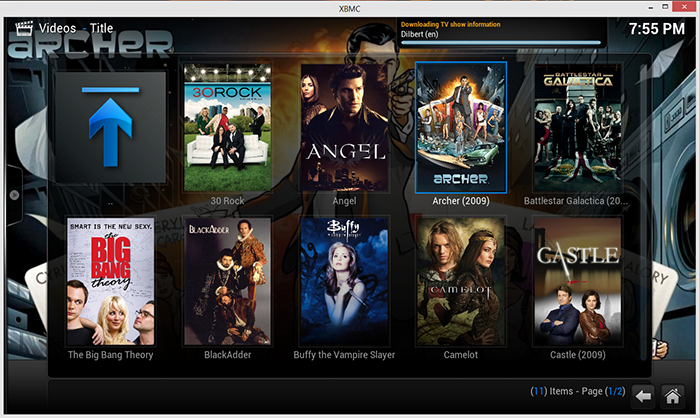 XBMC
Videos - Title
Downloading TV show information
Dilbert (en)
7:55 PM
ARCHER
..
30 ROCK
30 Rock
ANGEL
Angel
ARCHER
Archer (2009)
BATTLESTAR
GALACTICA
Battlestar Galactica (20...
SMART IS THE NEW SEXY.
the
BIG
BANG
theory
The Big Bang Theory
BLACKADDER
BlackAdder
Buffy
Buffy the Vampire Slayer
CAMELOT
Camelot
CASTLE
Castle (2009)
(11) Items - Page (1/2)